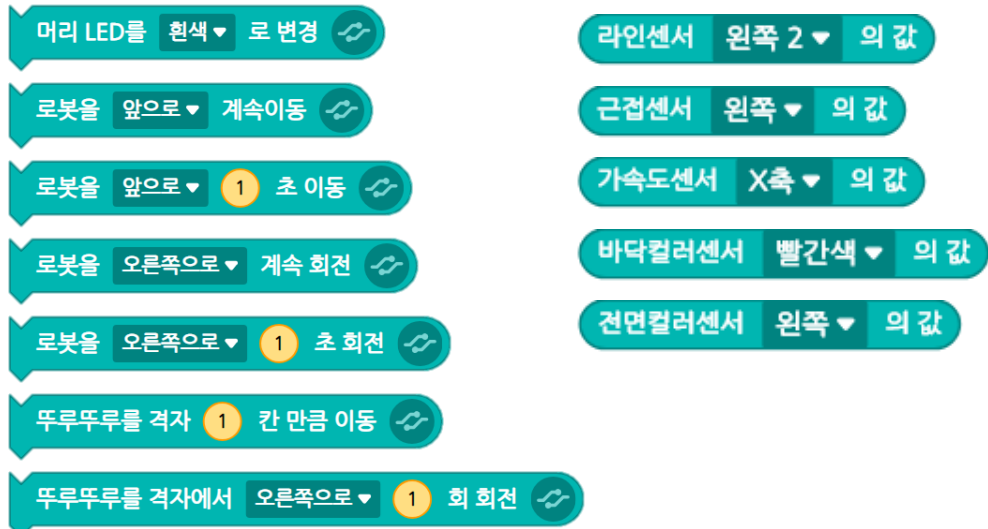 머리 LED를 흰색 로 변경
로봇을 앞으로 계속이동
로봇을 앞으로 1 초 이동
로봇을 오른쪽으로 계속 회전
로봇을 오른쪽으로 1 초 회전
뚜루뚜루를 격자 1 칸 만큼 이동
뚜루뚜루를 격자에서 오른쪽으로 1 회 회전
라인센서 왼쪽 2 의 값
근접센서 왼쪽 의 값
가속도센서 X축 의 값
바닥컬러센서 빨간색 의 값
전면컬러센서 왼쪽 의 값